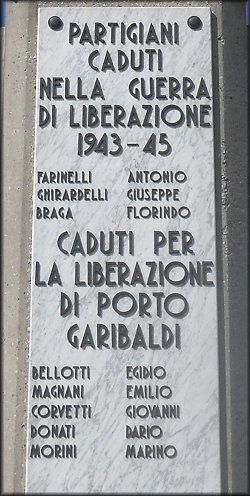 PARTIGIANI
CADUTI
NELLA GUERRA
DI LIBERAZIONE
1943-45
FARINELLI ANTONIO
GHIRARDELLI GIUSEPPE
BRAGA FLORINDO
CADUTI PER
LA LIBERAZIONE
DI PORTO
GARIBALDI
BELLOTTI EGIDIO
MAGNANI EMILIO
CORVETTI GIOVANNI
DONATI DARIO
MORINI MARINO